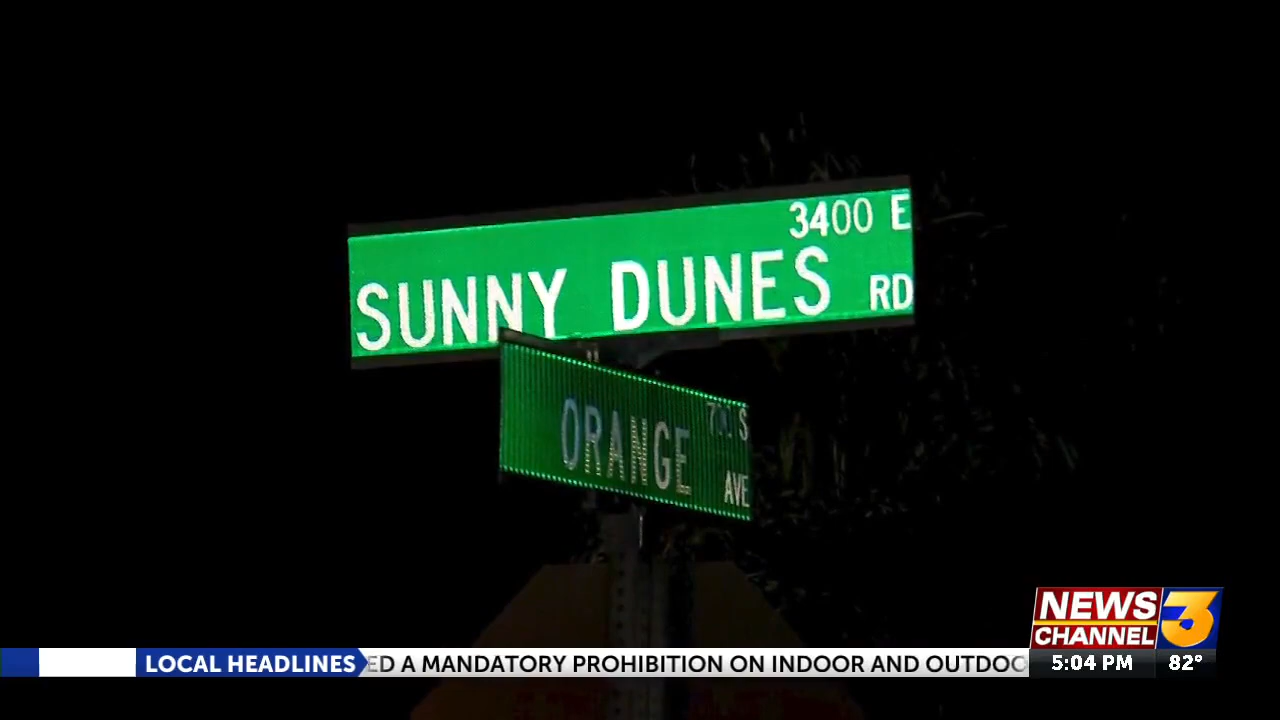 3400 E
SUNNY DUNES RD
700 S
ORANGE AVE
NEWS 3
CHANNEL
LOCAL HEADLINES ED A MANDATORY PROHIBITION ON INDOOR AND OUTDOO 5:04 PM 82°